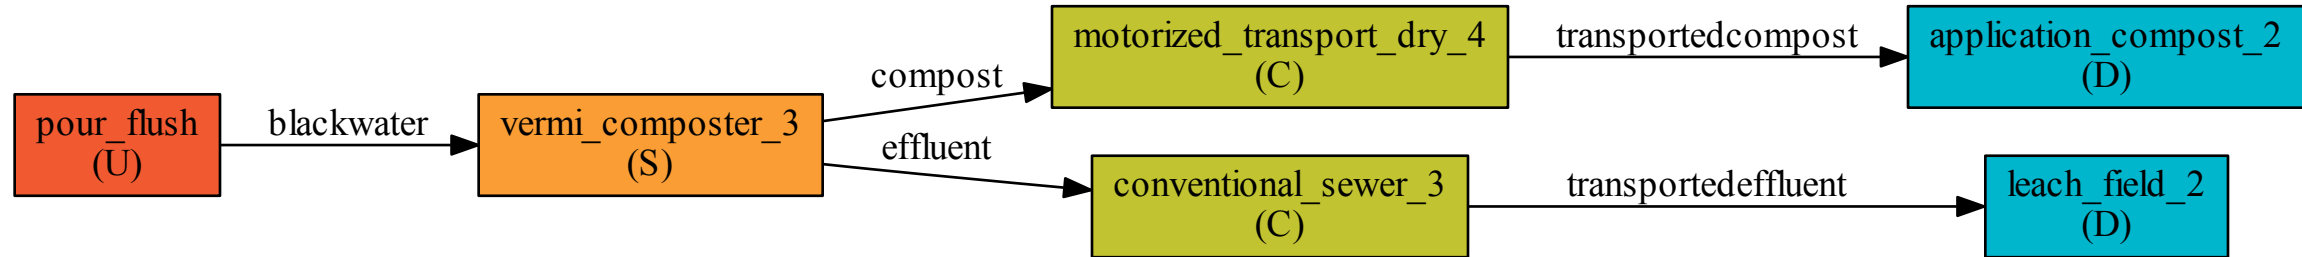 pour_flush
(U)
blackwater
vermi_composter_3
(S)
compost
effluent
motorized_transport_dry_4
(C)
transportedcompost
application_compost_2
(D)
conventional_sewer_3
(C)
transportedeffluent
leach_field_2
(D)